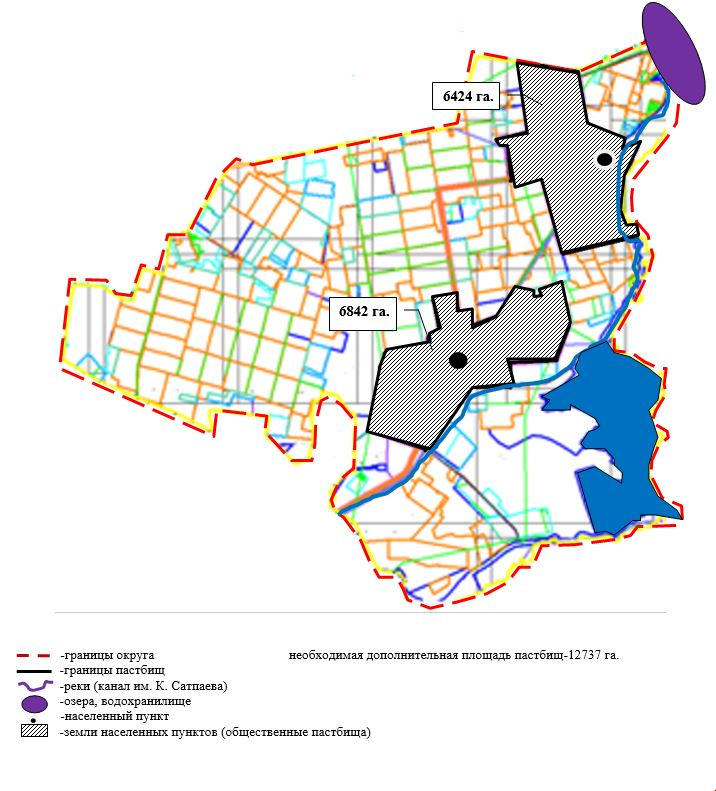 6424 га.
6842 га.
-границы округа
необходимая дополнительная площадь пастбищ-12737 га.
-границы пастбищ
-реки (канал им. К. Сатпаева)
-озера, водохранилище
-населенный пункт
-земли населенных пунктов (общественные пастбища)